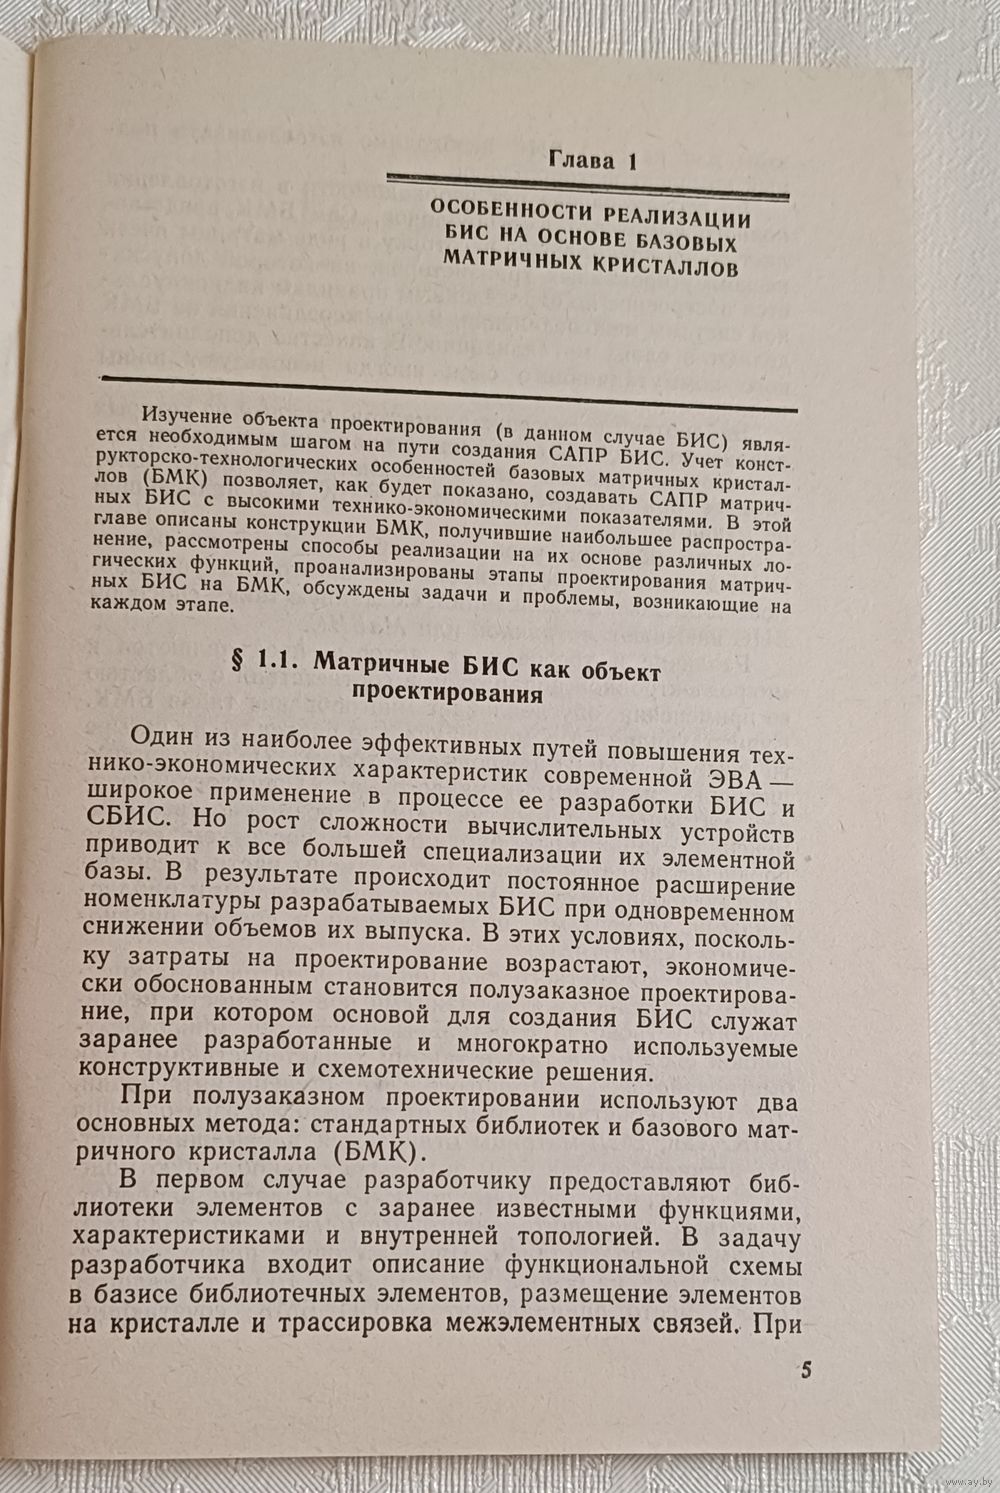 Глава 1
ОСОБЕННОСТИ РЕАЛИЗАЦИИ
БИС НА ОСНОВЕ БАЗОВЫХ
МАТРИЧНЫХ КРИСТАЛЛОВ
Изучение объекта проектирования (в данном случае БИС) явля-
ется необходимым шагом на пути создания САПР БИС. Учет конст-
рукторско-технологических особенностей базовых матричных кристал-
лов (БМК) позволяет, как будет показано, создавать САПР матрич-
ных БИС с высокими технико-экономическими показателями. В этой
главе описаны конструкции БМК, получившие наибольшее распростра-
нение, рассмотрены способы реализации на их основе различных ло-
гических функций, проанализированы этапы проектирования матрич-
ных БИС на БМК, обсуждены задачи и проблемы, возникающие на
каждом этапе.
§ 1.1. Матричные БИС как объект
проектирования
Один из наиболее эффективных путей повышения тех-
нико-экономических характеристик современной ЭВА —
широкое применение в процессе ее разработки БИС и
СБИС. Но рост сложности вычислительных устройств
приводит к все большей специализации их элементной
базы. В результате происходит постоянное расширение
номенклатуры разрабатываемых БИС при одновременном
снижении объемов их выпуска. В этих условиях, посколь-
ку затраты на проектирование возрастают, экономиче-
ски обоснованным становится полузаказное проектирова-
ние, при котором основой для создания БИС служат
заранее разработанные и многократно используемые
конструктивные и схемотехнические решения.
При полузаказном проектировании используют два
основных метода: стандартных библиотек и базового мат-
ричного кристалла (БМК).
В первом случае разработчику предоставляют биб-
лиотеки элементов с заранее известными функциями,
характеристиками и внутренней топологией. В задачу
разработчика входит описание функциональной схемы
в базисе библиотечных элементов, размещение элементов
на кристалле и трассировка межэлементных связей. При
5
www.ay.by